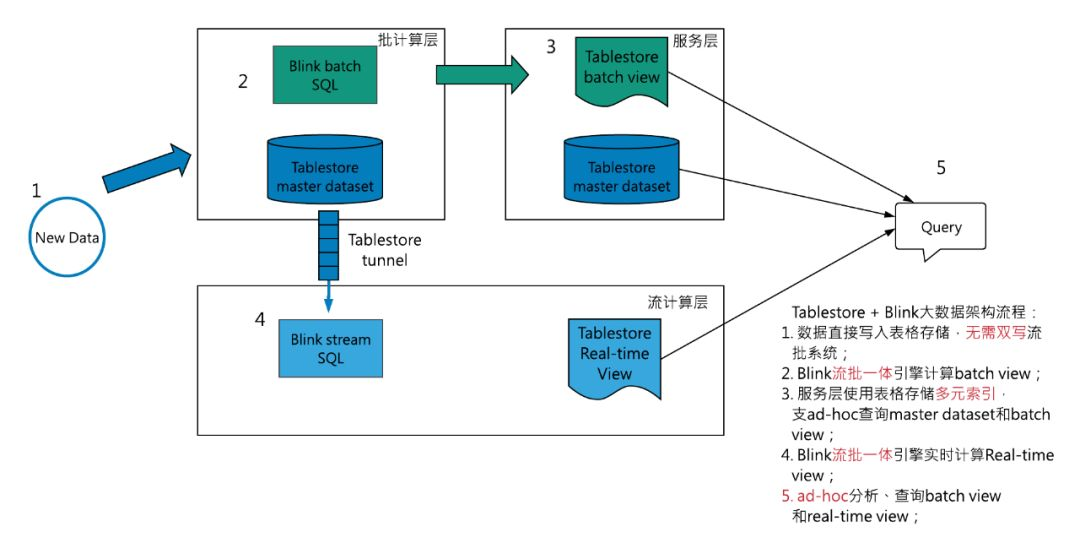 批计算层
2
Blink batch
SQL
Tablestore
master dataset
服务层
3
Tablestore
batch view
Tablestore
master dataset
1
New Data
Tablestore
tunnel
5
Query
流计算层
4
Blink stream
SQL
Tablestore
Real-time
View
Tablestore + Blink大数据架构流程：
1. 数据直接写入表格存储，无需双写流
批系统；
2. Blink流批一体引擎计算batch view；
3. 服务层使用表格存储多元索引，
支ad-hoc查询master dataset和batch
view；
4. Blink流批一体引擎实时计算Real-time
view；
5. ad-hoc分析、查询batch view
和real-time view；